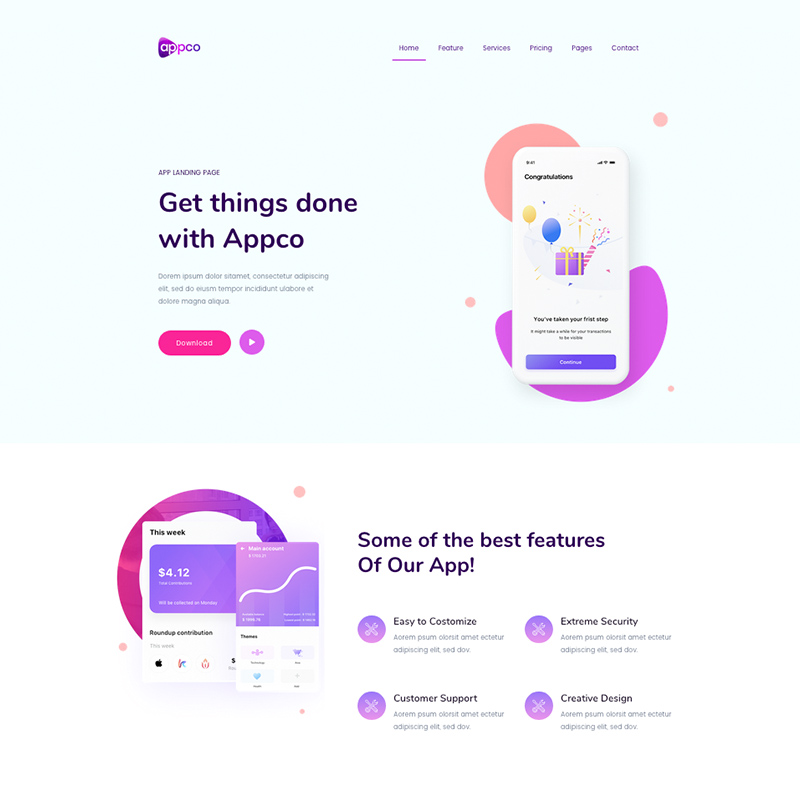 appco
Home Feature Services Pricing Pages Contact
APP LANDING PAGE
Get things done
with Appco
Dorem ipsum dolor sitamet, consectetur adipiscing
elit, sed do eiusm tempor incididunt ulabore et
dolore magna aliqua.
Download
9:41
Congratulations
You've taken your frist step
It might take a while for your transactions
to be visible
Continue
This week
$4.12
Total Contributions
Will be collected on Monday
Roundup contribution
This week
Main account
Themes
Technology
Health
Some of the best features
Of Our App!
Easy to Costomize
Aorem psum olorsit amet ectetur
adipiscing elit, sed dov.
Extreme Security
Aorem psum olorsit amet ectetur
adipiscing elit, sed dov.
Customer Support
Aorem psum olorsit amet ectetur
adipiscing elit, sed dov.
Creative Design
Aorem psum olorsit amet ectetur
adipiscing elit, sed dov.